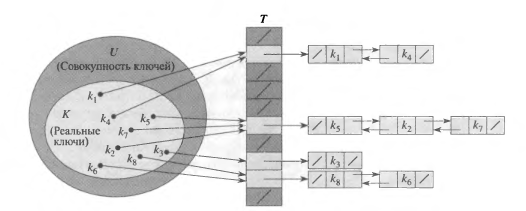 T
U
(Совокупность ключей)
K
(Реальные
ключи)
k₁
k₄
k₅
k₇
k₂
k₈
k₃
k₆
k₁ k₄
k₅ k₂ k₇
k₃
k₈ k₆